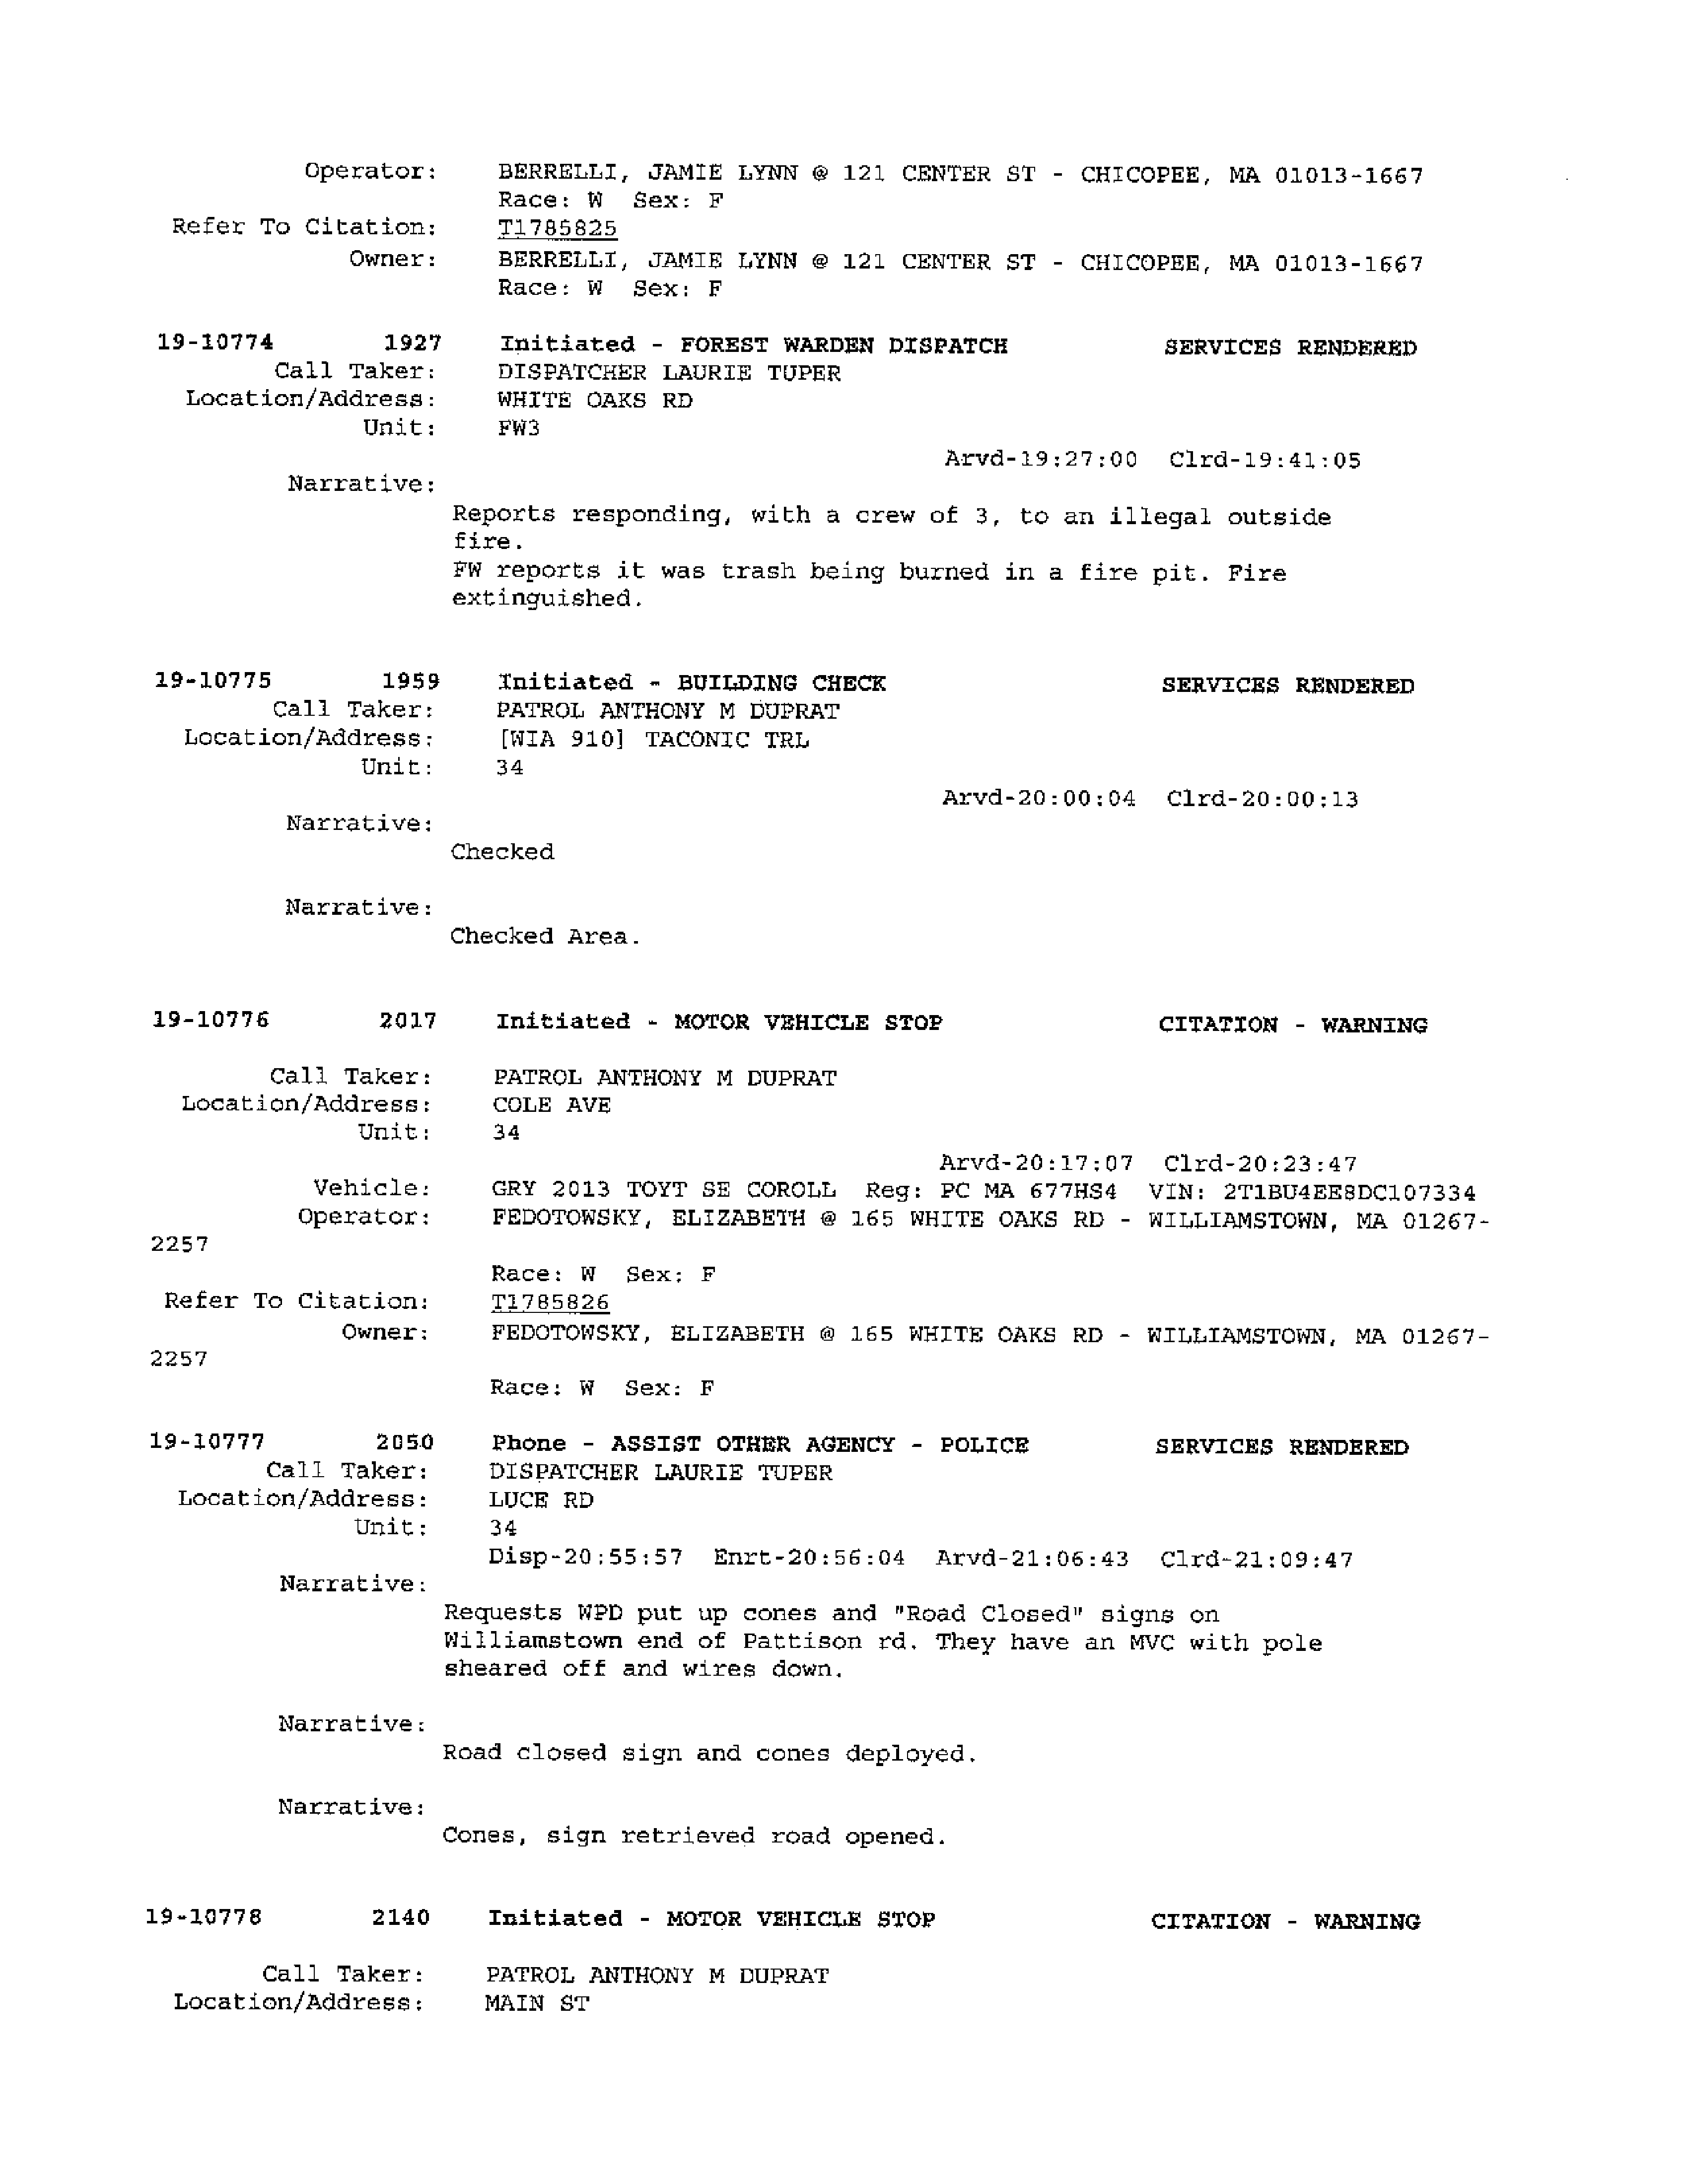 Operator: BERRELLI, JAMIE LYNN @ 121 CENTER ST - CHICOPEE, MA 01013-1667
Race: W Sex: F
Refer To Citation: T1785825
Owner: BERRELLI, JAMIE LYNN @ 121 CENTER ST - CHICOPEE, MA 01013-1667
Race: W Sex: F
19-10774 1927 Initiated - FOREST WARDEN DISPATCH SERVICES RENDERED
Call Taker: DISPATCHER LAURIE TUPER
Location/Address: WHITE OAKS RD
Unit: FW3
Arvd-19:27:00 Clrd-19:41:05
Narrative:
Reports responding, with a crew of 3, to an illegal outside
fire.
FW reports it was trash being burned in a fire pit. Fire
extinguished.
19-10775 1959 Initiated - BUILDING CHECK SERVICES RENDERED
Call Taker: PATROL ANTHONY M DUPRAT
Location/Address: [WIA 910] TACONIC TRL
Unit: 34
Arvd-20:00:04 Clrd-20:00:13
Narrative:
Checked
Narrative:
Checked Area.
19-10776 2017 Initiated - MOTOR VEHICLE STOP CITATION - WARNING
Call Taker: PATROL ANTHONY M DUPRAT
Location/Address: COLE AVE
Unit: 34
Arvd-20:17:07 Clrd-20:23:47
Vehicle: GRY 2013 TOYT SE COROLL Reg: PC MA 677HS4 VIN: 2T1BU4EE8DC107334
Operator: FEDOTOWSKY, ELIZABETH @ 165 WHITE OAKS RD - WILLIAMSTOWN, MA 01267-
2257
Race: W Sex: F
Refer To Citation: T1785826
Owner: FEDOTOWSKY, ELIZABETH @ 165 WHITE OAKS RD - WILLIAMSTOWN, MA 01267-
2257
Race: W Sex: F
19-10777 2050 Phone - ASSIST OTHER AGENCY - POLICE SERVICES RENDERED
Call Taker: DISPATCHER LAURIE TUPER
Location/Address: LUCE RD
Unit: 34
Disp-20:55:57 Enrt-20:56:04 Arvd-21:06:43 Clrd-21:09:47
Narrative:
Requests WPD put up cones and "Road Closed" signs on
Williamstown end of Pattison rd. They have an MVC with pole
sheared off and wires down.
Narrative:
Road closed sign and cones deployed.
Narrative:
Cones, sign retrieved road opened.
19-10778 2140 Initiated - MOTOR VEHICLE STOP CITATION - WARNING
Call Taker: PATROL ANTHONY M DUPRAT
Location/Address: MAIN ST